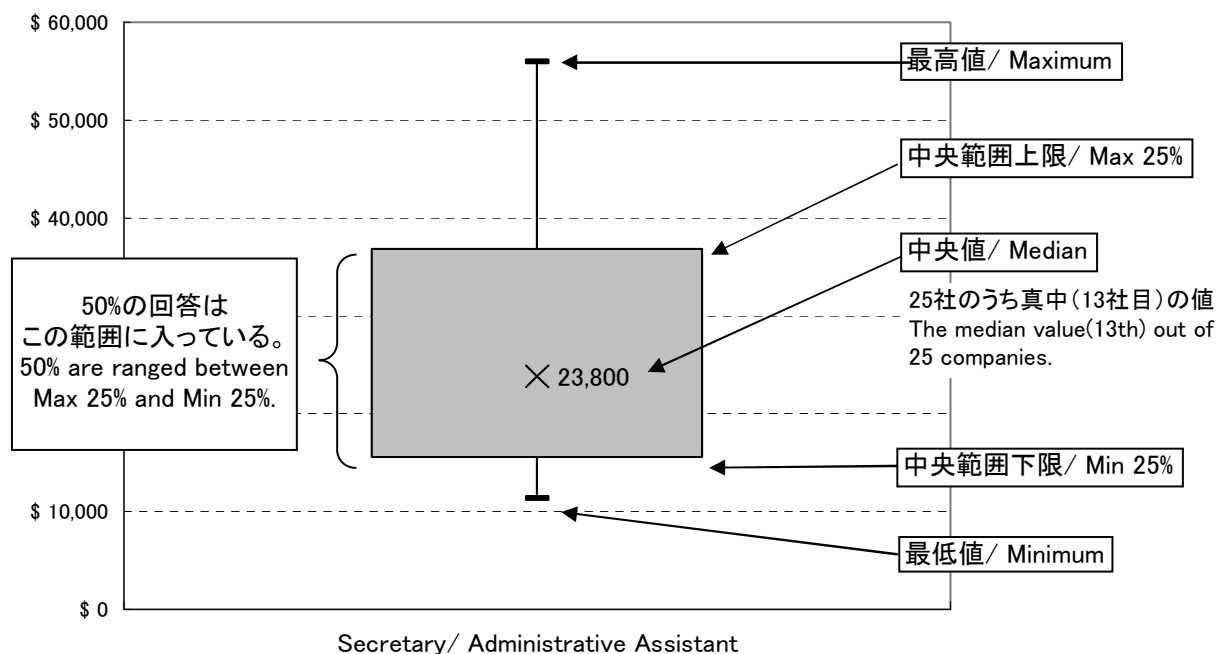 $ 60,000
$ 50,000
$ 40,000
$ 10,000
$ 0
50%の回答は
この範囲に入っている。
50% are ranged between
Max 25% and Min 25%.
23,800
最高値/ Maximum
中央範囲上限/ Max 25%
中央値/ Median
25社のうち真中(13社目)の値
The median value(13th) out of
25 companies.
中央範囲下限/ Min 25%
最低値/ Minimum
Secretary/ Administrative Assistant